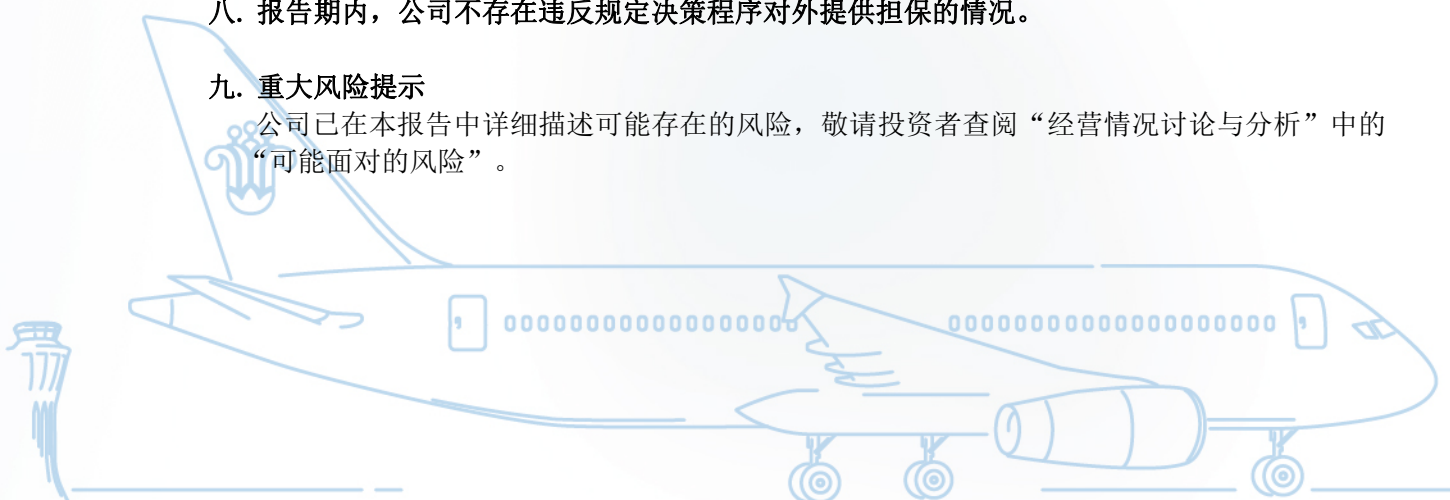 八. 报告期内，公司不存在违反规定决策程序对外提供担保的情况。
九. 重大风险提示
公司已在本报告中详细描述可能存在的风险，敬请投资者查阅“经营情况讨论与分析”中的
“可能面对的风险”。